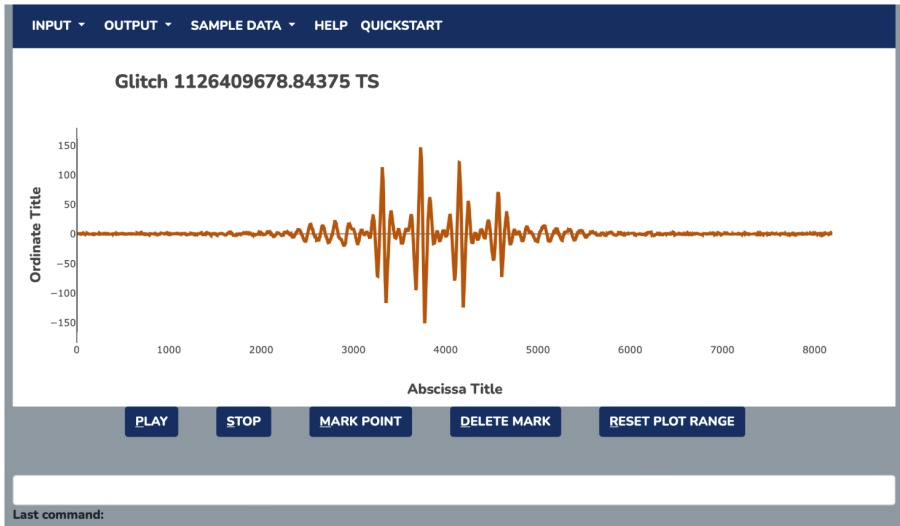 INPUT OUTPUT SAMPLE DATA HELP QUICKSTART
Glitch 1126409678.84375 TS
150
100
50
0
−50
−100
−150
Ordinate Title
0 1000 2000 3000 4000 5000 6000 7000 8000
Abscissa Title
PLAY STOP MARK POINT DELETE MARK RESET PLOT RANGE
Last command: